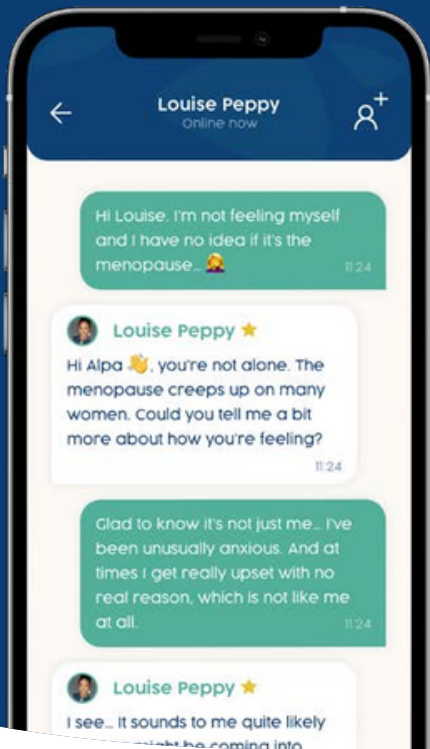 Louise Peppy
Online now
Hi Louise. I'm not feeling myself
and I have no idea if it's the
menopause... 🤦‍♀️
11:24
Louise Peppy ⭐
Hi Alpa 👋, you're not alone. The
menopause creeps up on many
women. Could you tell me a bit
more about how you're feeling?
11:24
Glad to know it's not just me... I've
been unusually anxious. And at
times I get really upset with no
real reason, which is not like me
at all.
11:24
Louise Peppy ⭐
I see... It sounds to me quite likely
might be coming into